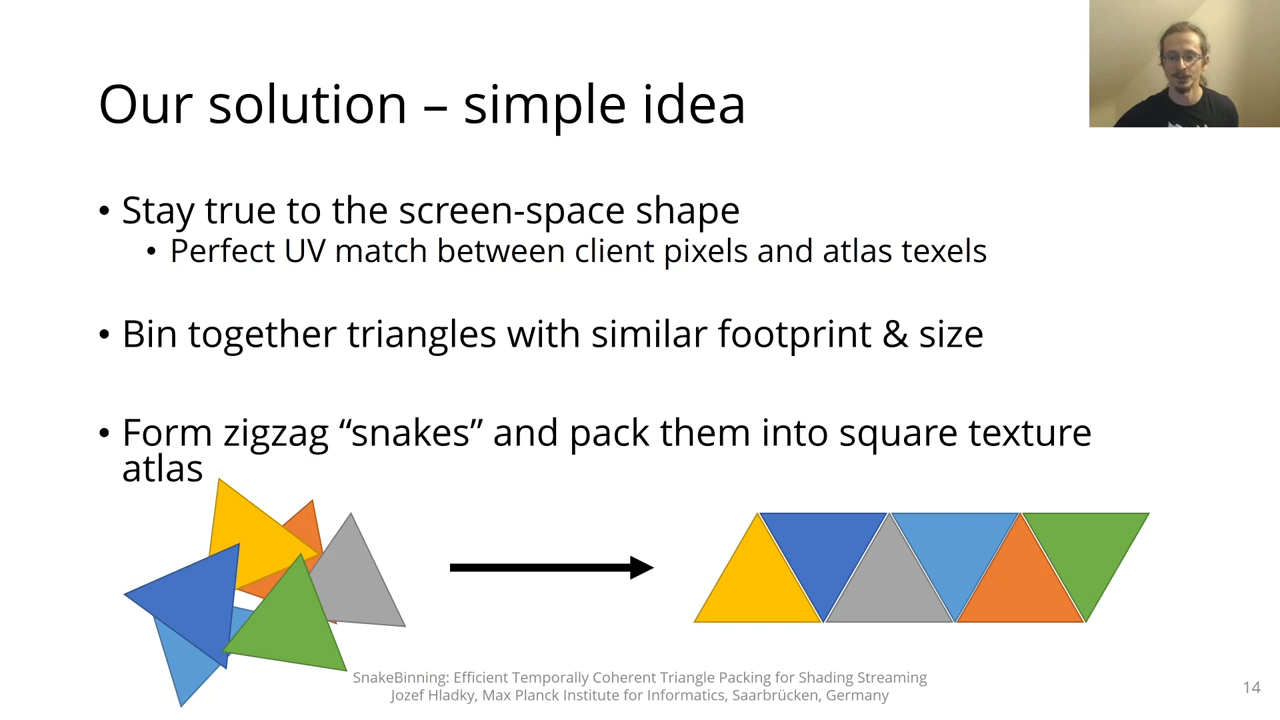 Our solution – simple idea
• Stay true to the screen-space shape
• Perfect UV match between client pixels and atlas texels
• Bin together triangles with similar footprint & size
• Form zigzag “snakes” and pack them into square texture
atlas
SnakeBinning: Efficient Temporally Coherent Triangle Packing for Shading Streaming
Jozef Hladky, Max Planck Institute for Informatics, Saarbrücken, Germany
14